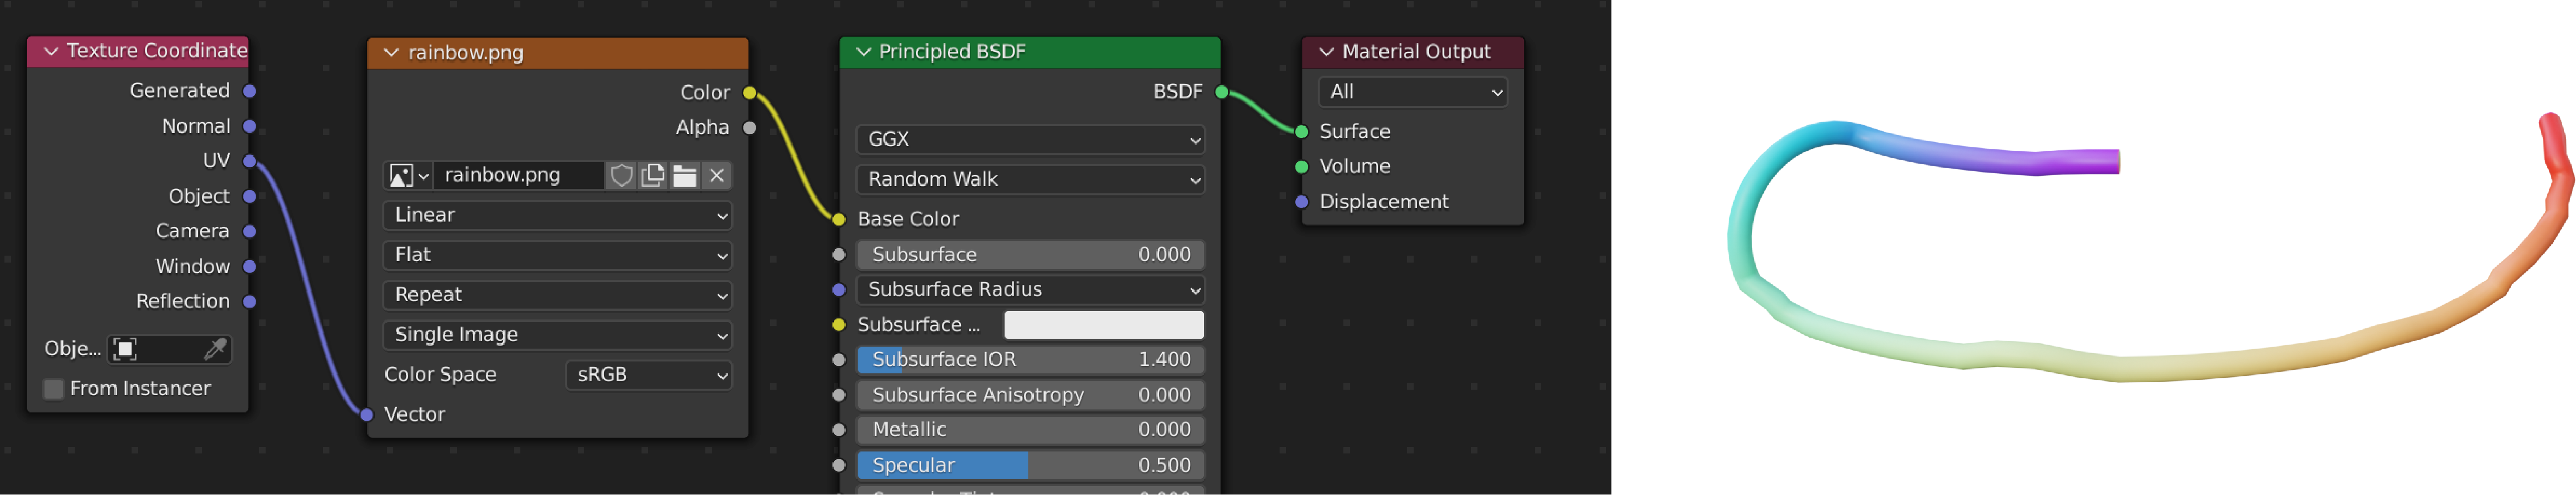 Texture Coordinate
Generated
Normal
UV
Object
Camera
Window
Reflection
Obje...
From Instancer
rainbow.png
Color
Alpha
rainbow.png
Linear
Flat
Repeat
Single Image
Color Space sRGB
Vector
Principled BSDF
BSDF
GGX
Random Walk
Base Color
Subsurface 0.000
Subsurface Radius
Subsurface ...
Subsurface IOR 1.400
Subsurface Anisotropy 0.000
Metallic 0.000
Specular 0.500
Material Output
All
Surface
Volume
Displacement